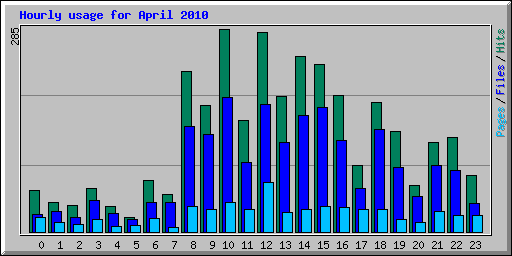 Hourly usage for April 2010
285
Pages / Files / Hits
0 1 2 3 4 5 6 7 8 9 10 11 12 13 14 15 16 17 18 19 20 21 22 23